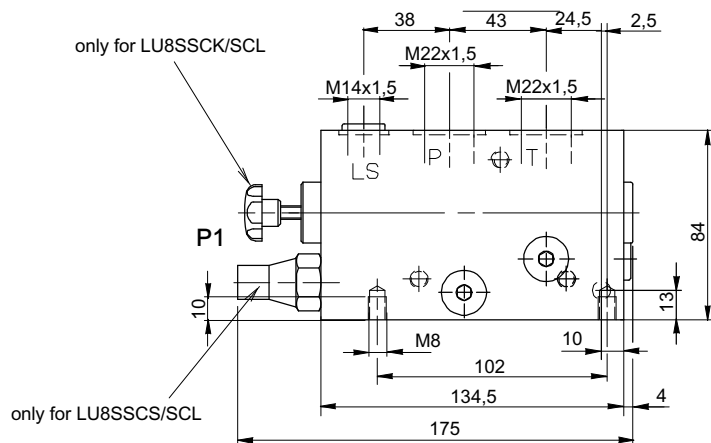 38
43
24,5
2,5
only for LU8SSCK/SCL
M22x1,5
M14x1,5
M22x1,5
LS
P
T
P1
84
10
13
M8
10
102
134,5
4
only for LU8SSCS/SCL
175